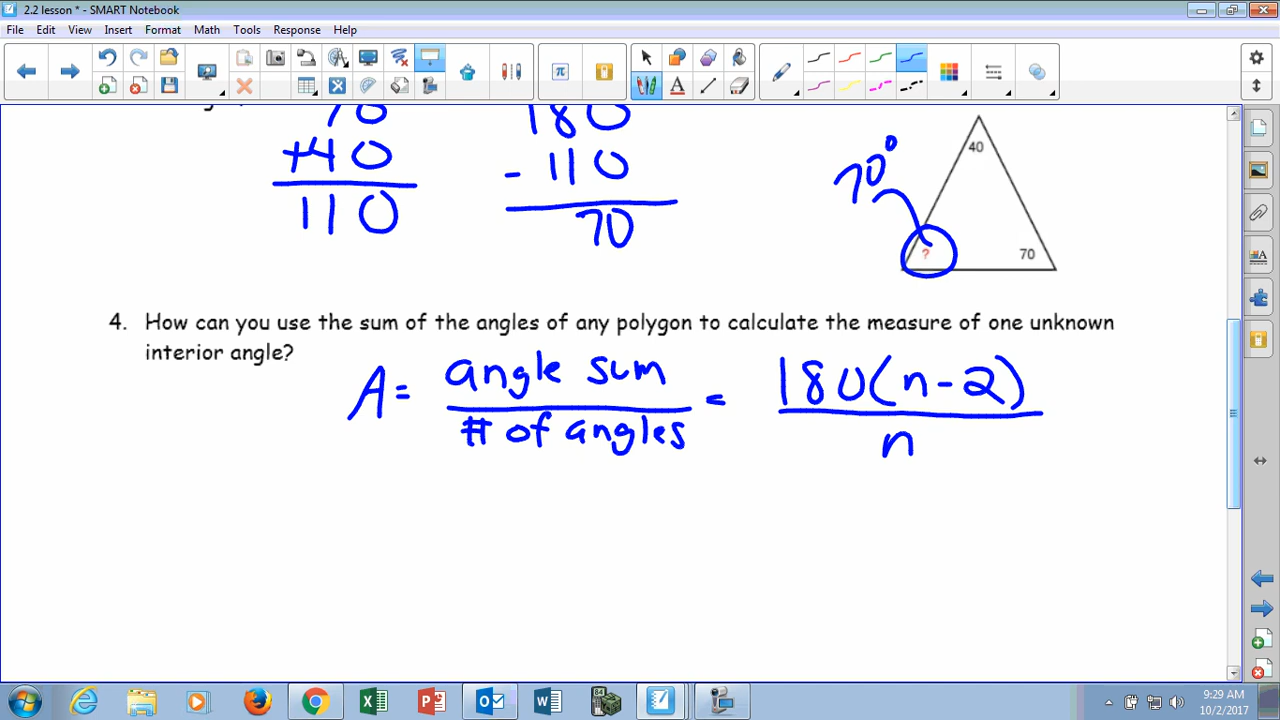 2.2 lesson * - SMART Notebook
File Edit View Insert Format Math Tools Response Help
70 180
+40 - 110
110 70
70°
40
? 70
4. How can you use the sum of the angles of any polygon to calculate the measure of one unknown
interior angle?
A = angle sum / # of angles = 180(n-2) / n
9:29 AM
10/2/2017